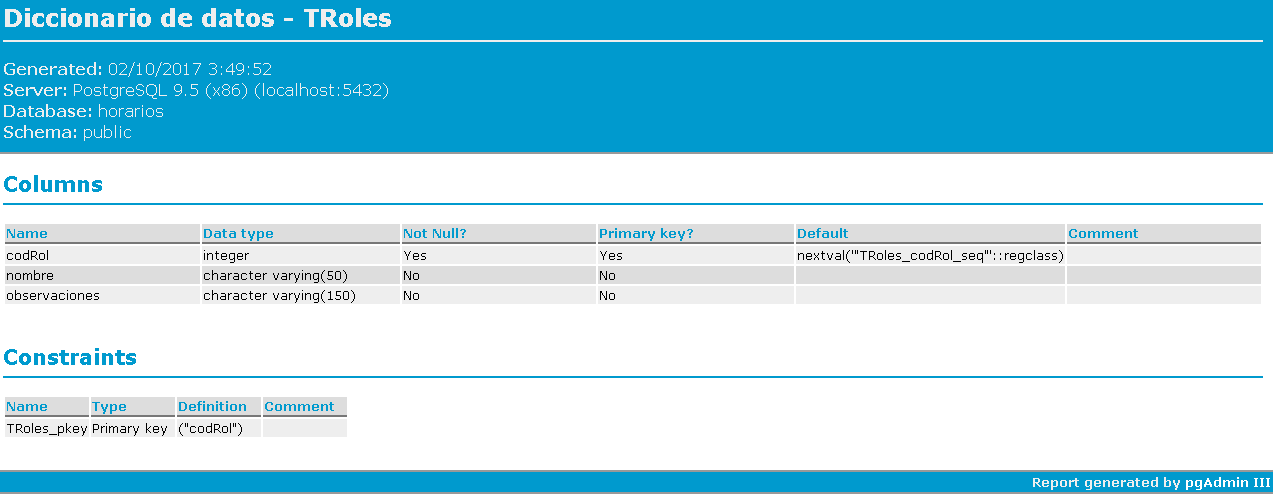 Diccionario de datos - TRoles
Generated: 02/10/2017 3:49:52
Server: PostgreSQL 9.5 (x86) (localhost:5432)
Database: horarios
Schema: public
Columns
Name Data type Not Null? Primary key? Default Comment
codRol integer Yes Yes nextval('"TRoles_codRol_seq"'::regclass)
nombre character varying(50) No No
observaciones character varying(150) No No
Constraints
Name Type Definition Comment
TRoles_pkey Primary key ("codRol")
Report generated by pgAdmin III